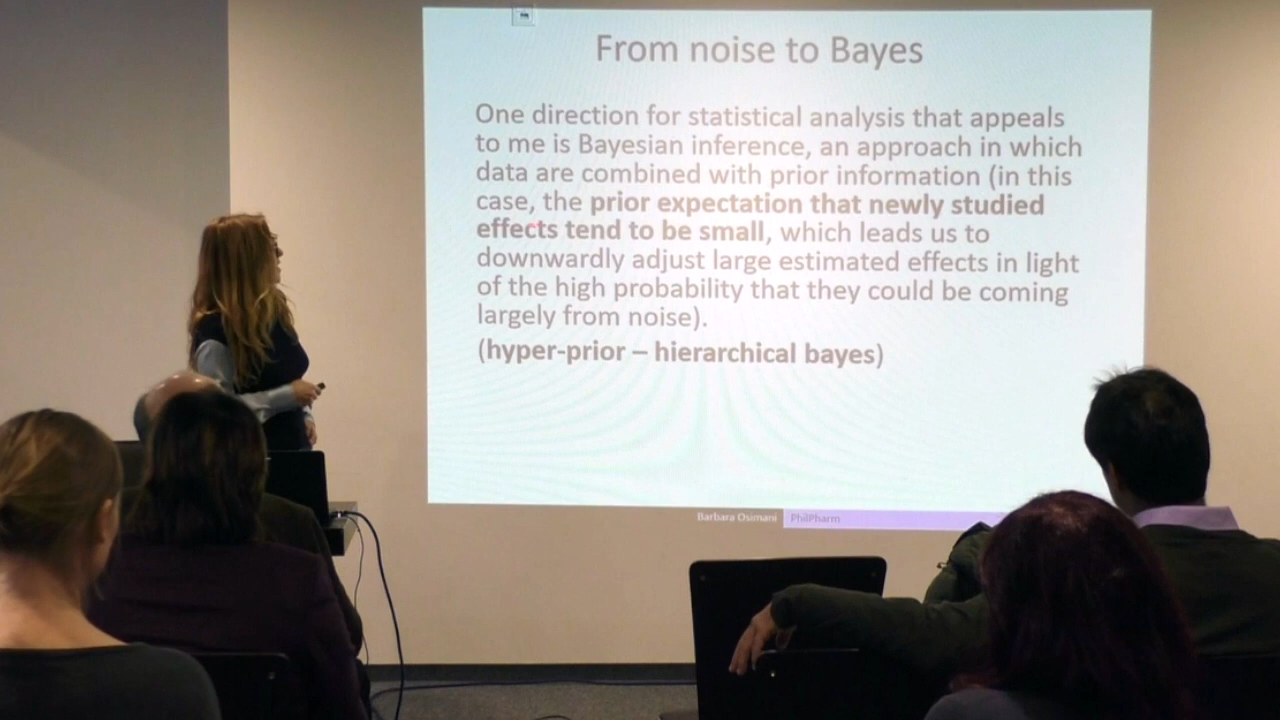 From noise to Bayes
One direction for statistical analysis that appeals
to me is Bayesian inference, an approach in which
data are combined with prior information (in this
case, the prior expectation that newly studied
effects tend to be small, which leads us to
downwardly adjust large estimated effects in light
of the high probability that they could be coming
largely from noise).
(hyper-prior – hierarchical bayes)
Barbara Osimani PhilPharm